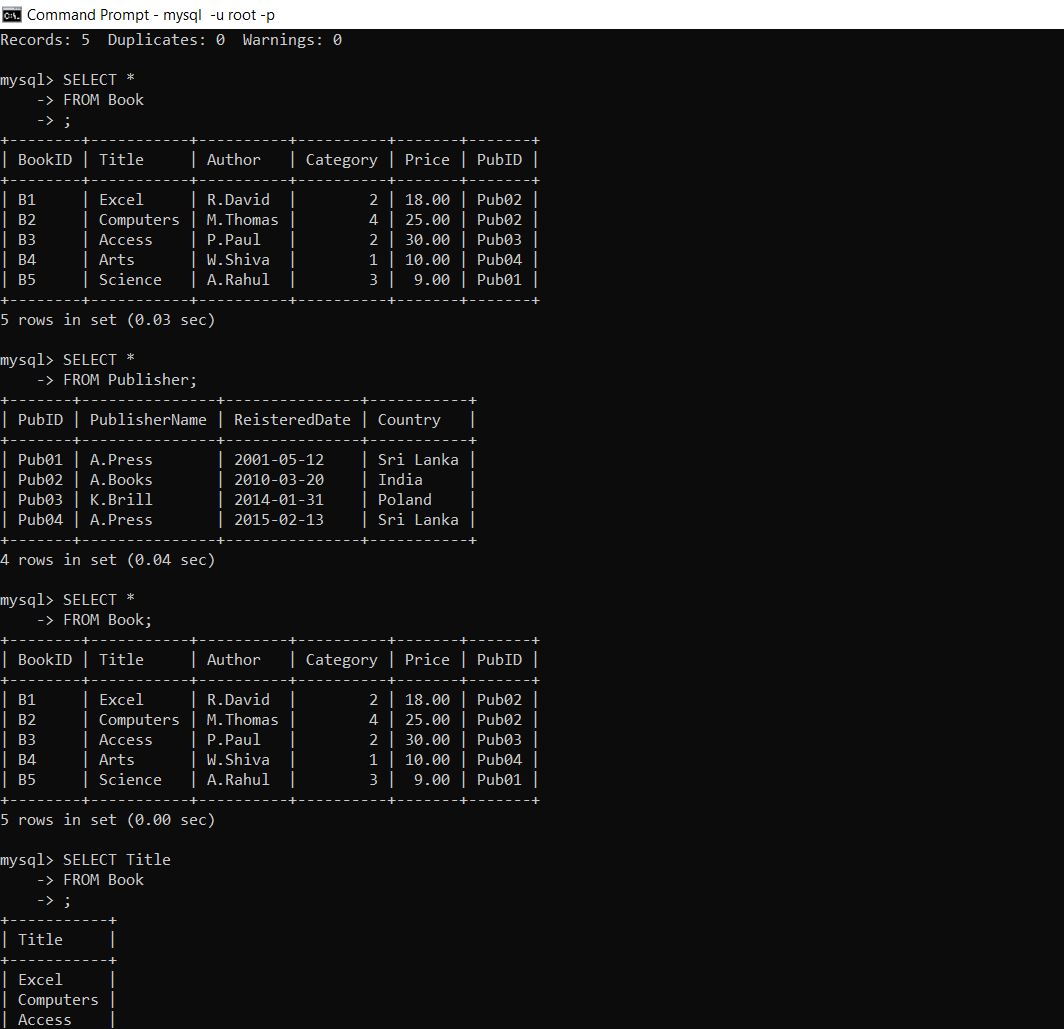 Command Prompt - mysql  -u root -p
Records: 5  Duplicates: 0  Warnings: 0
mysql> SELECT *
    -> FROM Book
    -> ;
+--------+-----------+----------+----------+-------+-------+
| BookID | Title     | Author   | Category | Price | PubID |
+--------+-----------+----------+----------+-------+-------+
| B1     | Excel     | R.David  |        2 | 18.00 | Pub02 |
| B2     | Computers | M.Thomas |        4 | 25.00 | Pub02 |
| B3     | Access    | P.Paul   |        2 | 30.00 | Pub03 |
| B4     | Arts      | W.Shiva  |        1 | 10.00 | Pub04 |
| B5     | Science   | A.Rahul  |        3 |  9.00 | Pub01 |
+--------+-----------+----------+----------+-------+-------+
5 rows in set (0.03 sec)
mysql> SELECT *
    -> FROM Publisher;
+-------+---------------+---------------+-----------+
| PubID | PublisherName | ReisteredDate | Country   |
+-------+---------------+---------------+-----------+
| Pub01 | A.Press       | 2001-05-12    | Sri Lanka |
| Pub02 | A.Books       | 2010-03-20    | India     |
| Pub03 | K.Brill       | 2014-01-31    | Poland    |
| Pub04 | A.Press       | 2015-02-13    | Sri Lanka |
+-------+---------------+---------------+-----------+
4 rows in set (0.04 sec)
mysql> SELECT *
    -> FROM Book;
+--------+-----------+----------+----------+-------+-------+
| BookID | Title     | Author   | Category | Price | PubID |
+--------+-----------+----------+----------+-------+-------+
| B1     | Excel     | R.David  |        2 | 18.00 | Pub02 |
| B2     | Computers | M.Thomas |        4 | 25.00 | Pub02 |
| B3     | Access    | P.Paul   |        2 | 30.00 | Pub03 |
| B4     | Arts      | W.Shiva  |        1 | 10.00 | Pub04 |
| B5     | Science   | A.Rahul  |        3 |  9.00 | Pub01 |
+--------+-----------+----------+----------+-------+-------+
5 rows in set (0.00 sec)
mysql> SELECT Title
    -> FROM Book
    -> ;
+-----------+
| Title     |
+-----------+
| Excel     |
| Computers |
| Access    |